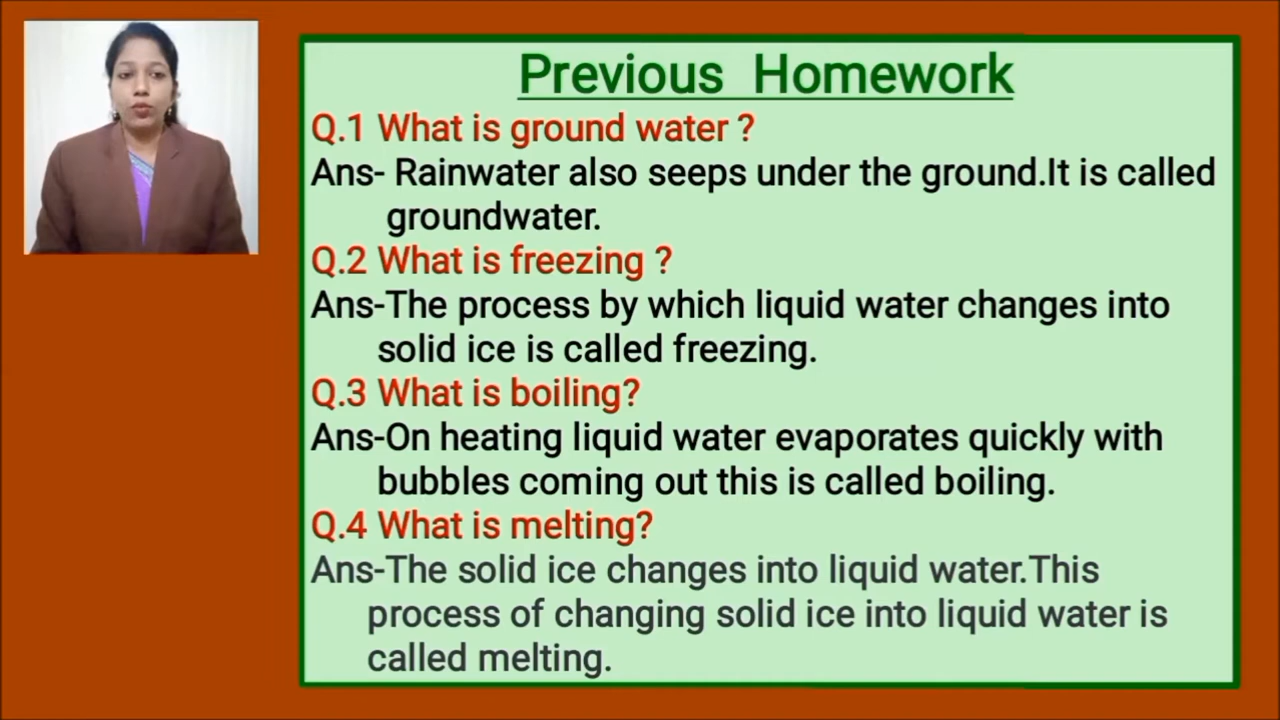 Previous Homework
Q.1 What is ground water ?
Ans- Rainwater also seeps under the ground.It is called
groundwater.
Q.2 What is freezing ?
Ans-The process by which liquid water changes into
solid ice is called freezing.
Q.3 What is boiling?
Ans-On heating liquid water evaporates quickly with
bubbles coming out this is called boiling.
Q.4 What is melting?
Ans-The solid ice changes into liquid water.This
process of changing solid ice into liquid water is
called melting.